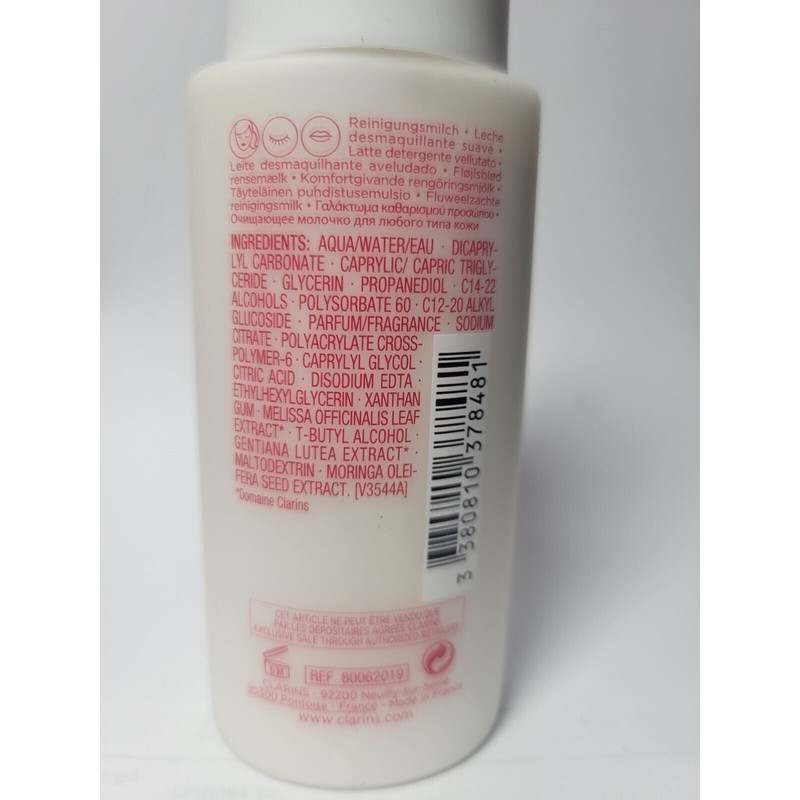 Reinigungsmilch • Leche
desmaquillante suave •
Latte detergente vellutato •
Leite desmaquilhante aveludado • Fløjlsblød
rensemælk • Komfortgivande rengöringsmjölk •
Täyteläinen puhdistusemulsio • Fluweelzachte
reinigingsmilk • Γαλάκτωμα καθαρισμού προσώπου •
Очищающее молочко для любого типа кожи
INGREDIENTS: AQUA/WATER/EAU · DICAPRY-
LYL CARBONATE · CAPRYLIC/ CAPRIC TRIGLY-
CERIDE · GLYCERIN · PROPANEDIOL · C14-22
ALCOHOLS · POLYSORBATE 60 · C12-20 ALKYL
GLUCOSIDE · PARFUM/FRAGRANCE · SODIUM
CITRATE · POLYACRYLATE CROSS-
POLYMER-6 · CAPRYLYL GLYCOL ·
CITRIC ACID · DISODIUM EDTA ·
ETHYLHEXYLGLYCERIN · XANTHAN
GUM · MELISSA OFFICINALIS LEAF
EXTRACT* · T-BUTYL ALCOHOL ·
GENTIANA LUTEA EXTRACT* ·
MALTODEXTRIN · MORINGA OLEI-
FERA SEED EXTRACT. [V3544A]
*Domaine Clarins
3 380810 378481
CET ARTICLE NE PEUT ÊTRE VENDU QUE
PAR LES DÉPOSITAIRES AGRÉÉS CLARINS
EXCLUSIVE SALE THROUGH AUTHORIZED RETAILERS
6M
REF. 80062019
CLARINS · 92200 Neuilly-sur-Seine
95300 Pontoise · France · Made in France
www.clarins.com